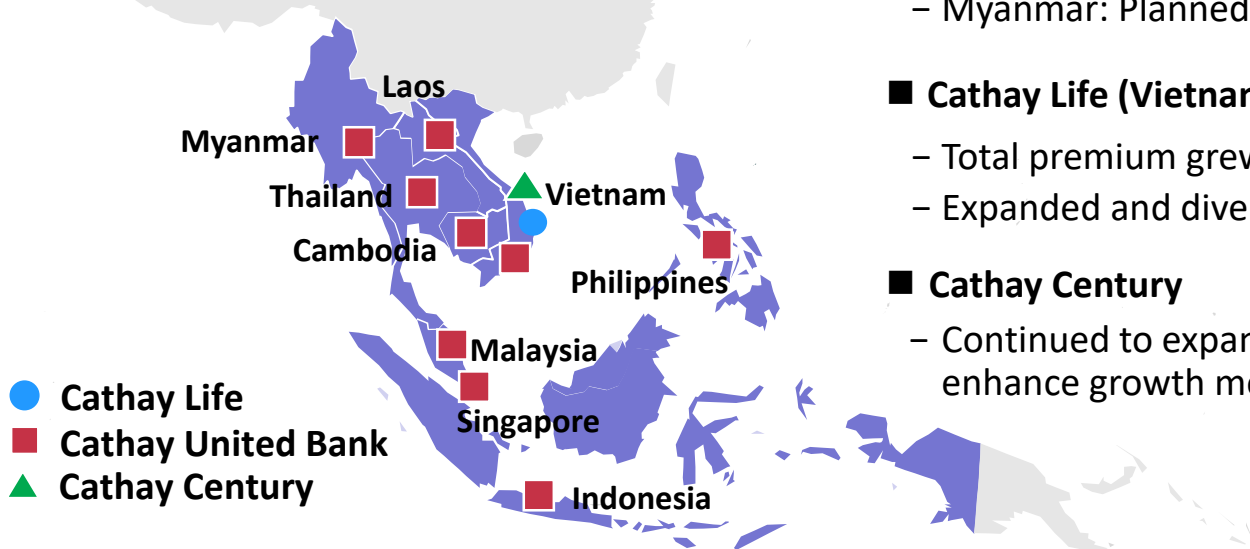 Laos
Myanmar
Thailand
Vietnam
Cambodia
Philippines
Malaysia
Singapore
Indonesia
Cathay Life
Cathay United Bank
Cathay Century
– Myanmar: Planned
■ Cathay Life (Vietnam
– Total premium grew
– Expanded and dive
■ Cathay Century
– Continued to expan
enhance growth mo